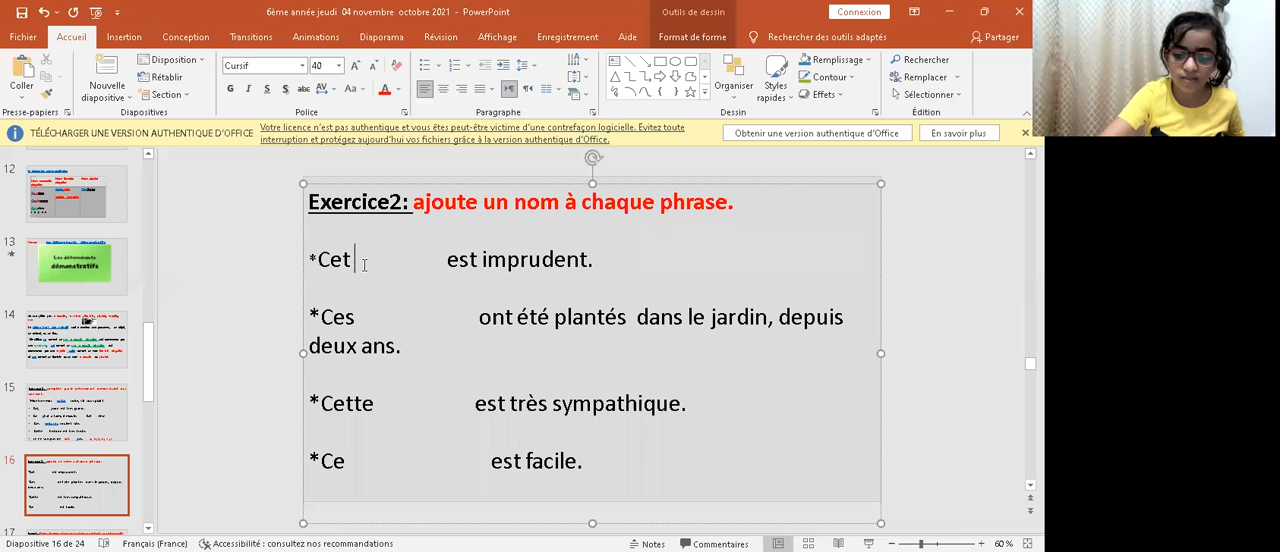 6ème année jeudi 04 novembre octobre 2021 - PowerPoint
Outils de dessin
Connexion
Fichier Accueil Insertion Conception Transitions Animations Diaporama Révision Affichage Enregistrement Aide Format de forme Rechercher des outils adaptés Partager
Coller
Nouvelle diapositive
Disposition
Rétablir
Section
Cursif 40
G I S S
Organiser
Styles rapides
Remplissage
Contour
Effets
Rechercher
Remplacer
Sélectionner
Presse-papiers Diapositives Police Paragraphe Dessin Édition
TÉLÉCHARGER UNE VERSION AUTHENTIQUE D'OFFICE
Votre licence n'est pas authentique et vous êtes peut-être victime d'une contrefaçon logicielle. Evitez toute
interruption et protégez aujourd'hui vos fichiers grâce à la version authentique d'Office.
Obtenir une version authentique d'Office
En savoir plus
12
13
Les déterminants
démonstratifs
14
15
16
17
Exercice2: ajoute un nom à chaque phrase.
*Cet est imprudent.
*Ces ont été plantés dans le jardin, depuis
deux ans.
*Cette est très sympathique.
*Ce est facile.
Diapositive 16 de 24 Français (France) Accessibilité : consultez nos recommandations Notes Commentaires 60 %